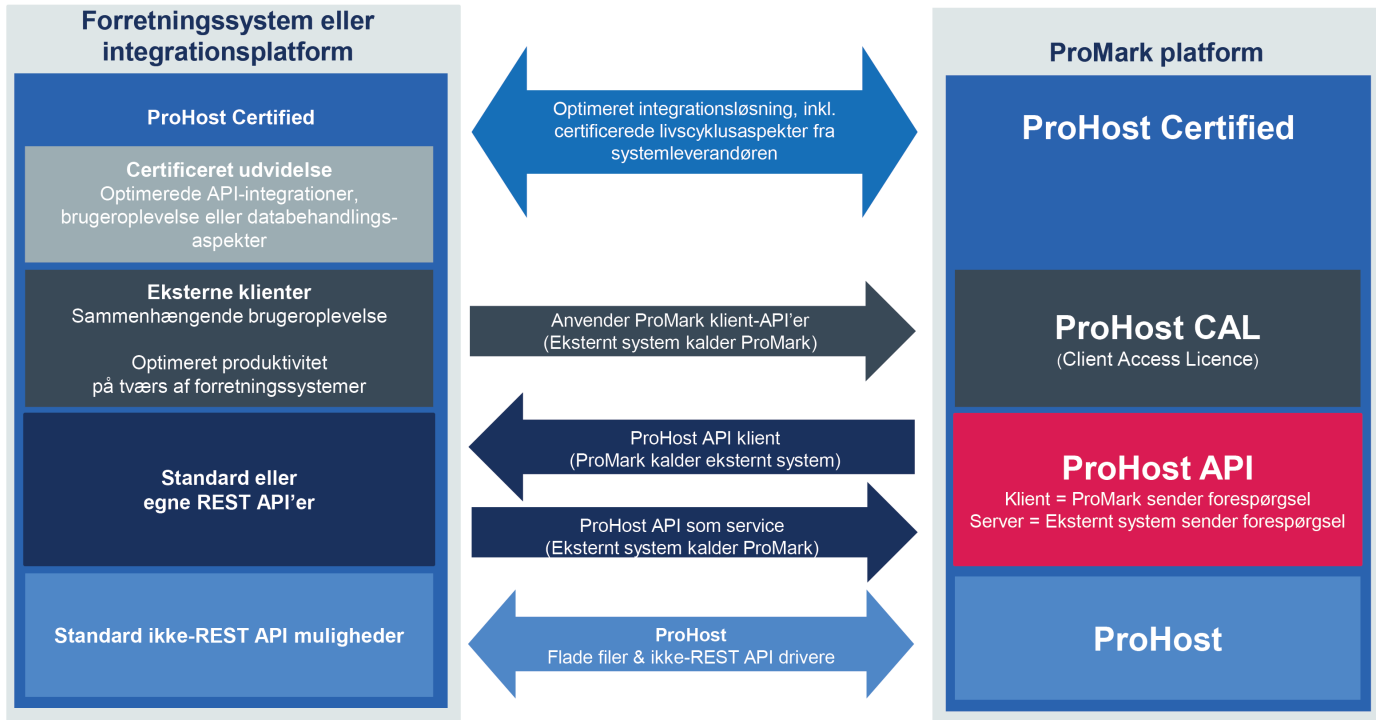 Forretningssystem eller
integrationsplatform
ProHost Certified
Certificeret udvidelse
Optimerede API-integrationer,
brugeroplevelse eller databehandlings-
aspekter
Eksterne klienter
Sammenhængende brugeroplevelse
Optimeret produktivitet
på tværs af forretningssystemer
Standard eller
egne REST API’er
Standard ikke-REST API muligheder
Optimeret integrationsløsning, inkl.
certificerede livscyklusaspekter fra
systemleverandøren
Anvender ProMark klient-API’er
(Eksternt system kalder ProMark)
ProHost API klient
(ProMark kalder eksternt system)
ProHost API som service
(Eksternt system kalder ProMark)
ProHost
Flade filer & ikke-REST API drivere
ProMark platform
ProHost Certified
ProHost CAL
(Client Access Licence)
ProHost API
Klient = ProMark sender forespørgsel
Server = Eksternt system sender forespørgsel
ProHost